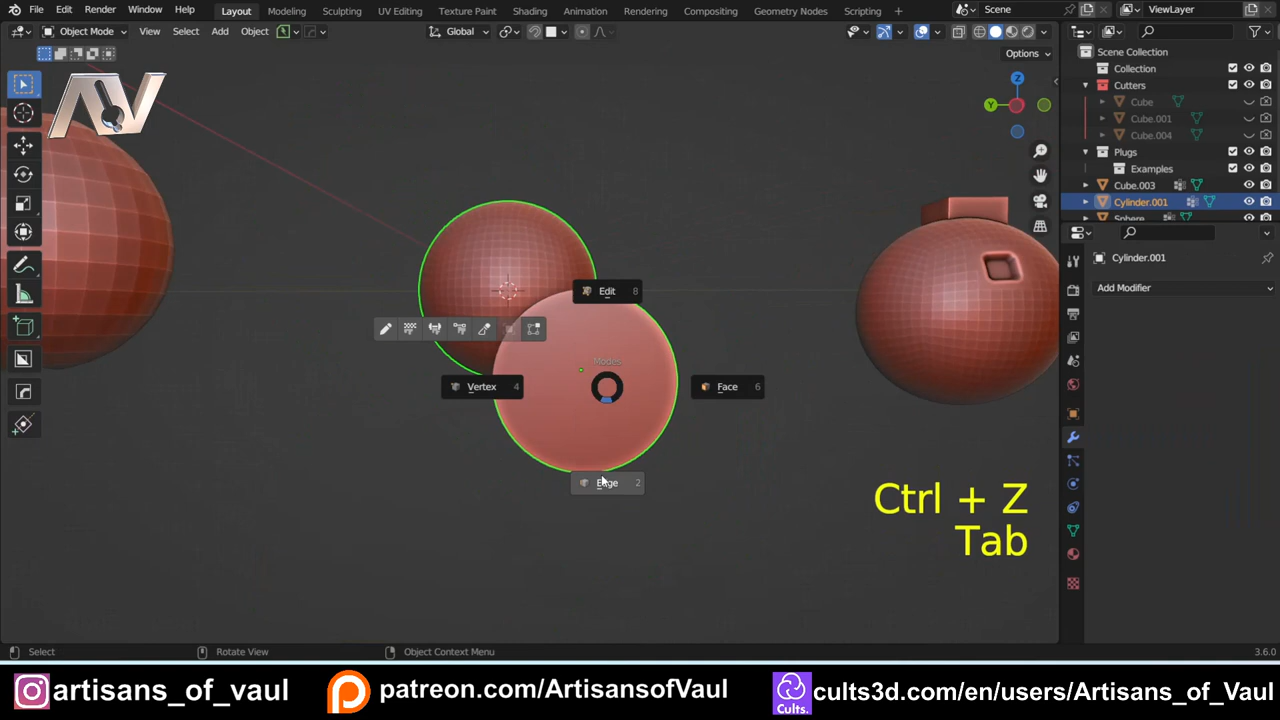 File Edit Render Window Help Layout Modeling Sculpting UV Editing Texture Paint Shading Animation Rendering Compositing Geometry Nodes Scripting + Scene ViewLayer
Object Mode View Select Add Object Global
Options
Scene Collection
Collection
Cutters
Cube
Cube.001
Cube.004
Plugs
Examples
Cube.003
Cylinder.001
Sphere
Cylinder.001
Add Modifier
AV
Z
Y
Edit 8
Modes
Vertex 4
Face 6
Edge 2
Ctrl + Z
Tab
Select Rotate View Object Context Menu 3.6.0
artisans_of_vaul patreon.com/ArtisansofVaul Cults. cults3d.com/en/users/Artisans_of_Vaul